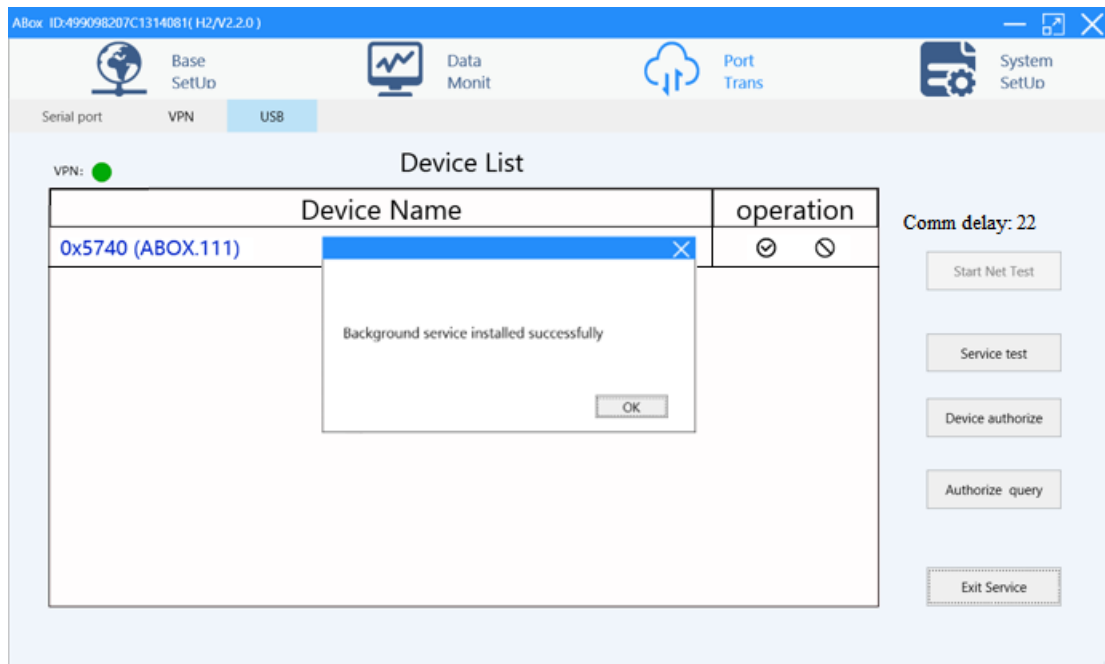 ABox ID:499098207C1314081( H2/V2.2.0 )
Base
SetUp
Data
Monit
Port
Trans
System
SetUp
Serial port
VPN
USB
VPN:
Device List
Device Name
operation
0x5740 (ABOX.111)
Comm delay: 22
Start Net Test
Background service installed successfully
Service test
OK
Device authorize
Authorize query
Exit Service